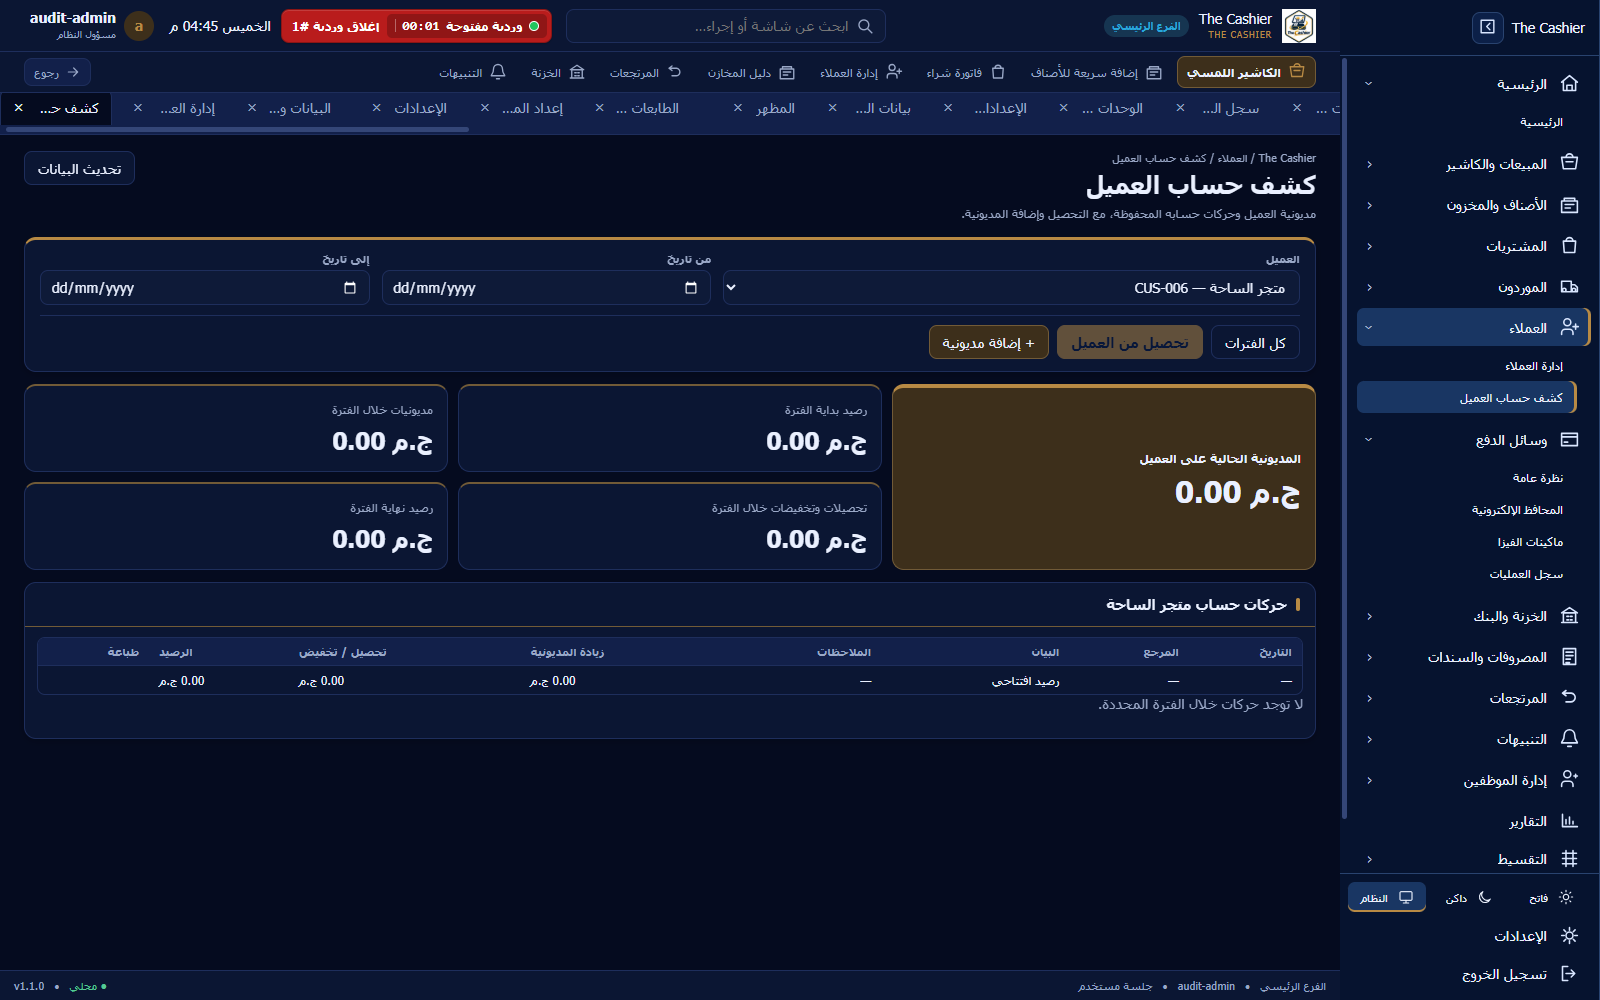 The Cashier
الرئيسية
الرئيسية
المبيعات والكاشير
الأصناف والمخزون
المشتريات
الموردون
العملاء
إدارة العملاء
كشف حساب العميل
وسائل الدفع
نظرة عامة
المحافظ الإلكترونية
ماكينات الفيزا
سجل العمليات
الخزنة والبنك
المصروفات والسندات
المرتجعات
التنبيهات
إدارة الموظفين
التقارير
التقسيط
فاتح
داكن
النظام
الإعدادات
تسجيل الخروج
The Cashier
THE CASHIER
الفرع الرئيسي
ابحث عن شاشة أو إجراء...
وردية مفتوحة 00:01 | إغلاق وردية #1
الخميس 04:45 م
a
audit-admin
مسؤول النظام
الكاشير اللمسي
إضافة سريعة للأصناف
فاتورة شراء
إدارة العملاء
دليل المخازن
المرتجعات
الخزنة
التنبيهات
رجوع
ت ... ×
سجل الـ... ×
الوحدات ... ×
الإعدادا... ×
بيانات الـ... ×
المظهر ×
الطابعات ... ×
إعداد المـ... ×
الإعدادات ×
البيانات و... ×
إدارة العـ... ×
كشف حـ... ×
The Cashier / العملاء / كشف حساب العميل
كشف حساب العميل
مديونية العميل وحركات حسابه المحفوظة، مع التحصيل وإضافة المديونية.
تحديث البيانات
العميل
متجر الساحة — CUS-006
من تاريخ
dd/mm/yyyy
إلى تاريخ
dd/mm/yyyy
كل الفترات
تحصيل من العميل
+ إضافة مديونية
المديونية الحالية على العميل
ج.م 0.00
رصيد بداية الفترة
ج.م 0.00
مديونيات خلال الفترة
ج.م 0.00
تحصيلات وتخفيضات خلال الفترة
ج.م 0.00
رصيد نهاية الفترة
ج.م 0.00
حركات حساب متجر الساحة
التاريخ المرجع البيان الملاحظات زيادة المديونية تحصيل / تخفيض الرصيد طباعة
— — رصيد افتتاحي — 0.00 ج.م 0.00 ج.م 0.00 ج.م
لا توجد حركات خلال الفترة المحددة.
الفرع الرئيسي • audit-admin • جلسة مستخدم
محلي • v1.1.0